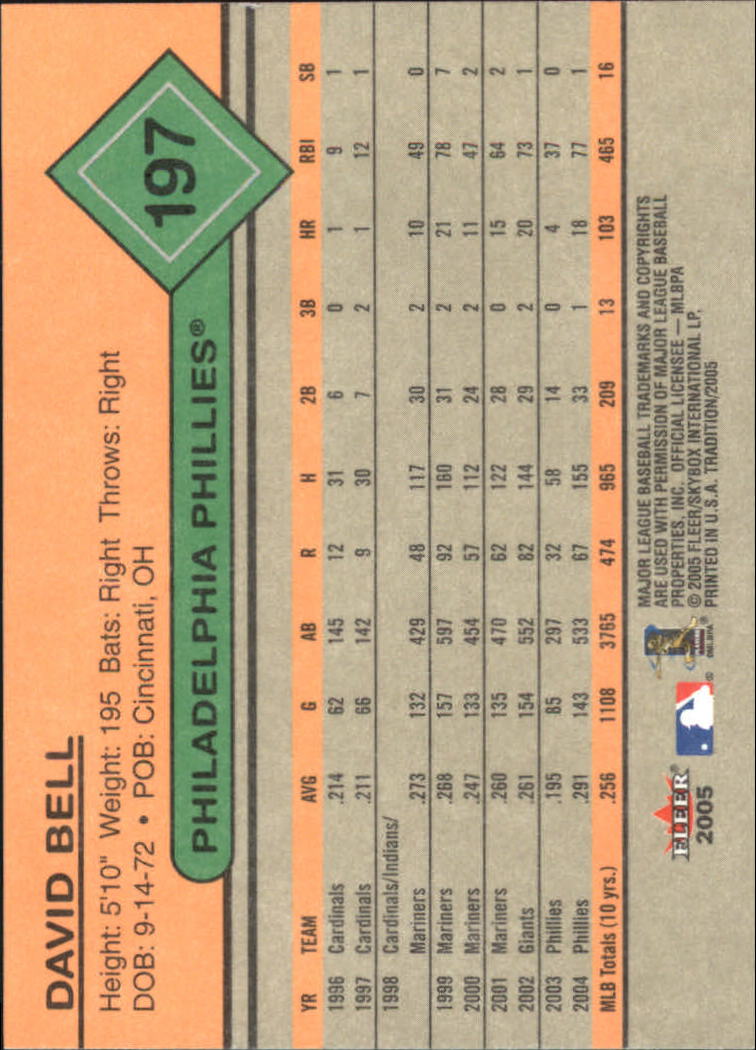 DAVID BELL
197
Height: 5'10" Weight: 195 Bats: Right Throws: Right
DOB: 9-14-72 • POB: Cincinnati, OH
PHILADELPHIA PHILLIES®
YR TEAM AVG G AB R H 2B 3B HR RBI SB
1996 Cardinals .214 62 145 12 31 6 0 1 9 1
1997 Cardinals .211 66 142 9 30 7 2 1 12 1
1998 Cardinals/Indians/
Mariners .273 132 429 48 117 30 2 10 49 0
1999 Mariners .268 157 597 92 160 31 2 21 78 7
2000 Mariners .247 133 454 57 112 24 2 11 47 2
2001 Mariners .260 135 470 62 122 28 0 15 64 2
2002 Giants .261 154 552 82 144 29 2 20 73 1
2003 Phillies .195 85 297 32 58 14 0 4 37 0
2004 Phillies .291 143 533 67 155 33 1 18 77 1
MLB Totals (10 yrs.) .256 1108 3765 474 965 209 13 103 465 16
FLEER®
2005
®
®
©MLBPA
MAJOR LEAGUE BASEBALL TRADEMARKS AND COPYRIGHTS
ARE USED WITH PERMISSION OF MAJOR LEAGUE BASEBALL
PROPERTIES, INC. OFFICIAL LICENSEE — MLBPA
© 2005 FLEER/SKYBOX INTERNATIONAL LP.
PRINTED IN U.S.A. TRADITION/2005